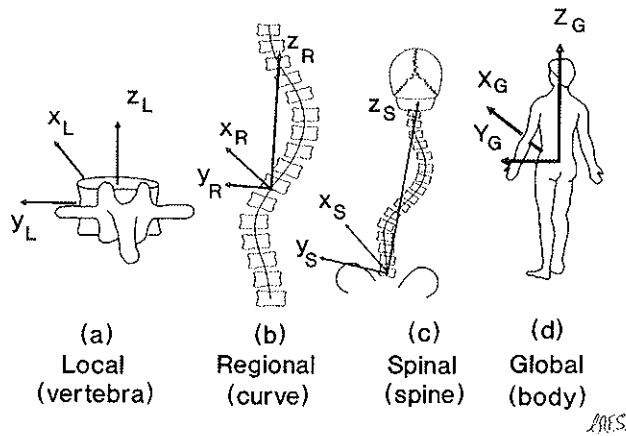 x_L
z_L
y_L
z_R
x_R
y_R
z_S
x_S
y_S
Z_G
X_G
Y_G
(a)
Local
(vertebra)
(b)
Regional
(curve)
(c)
Spinal
(spine)
(d)
Global
(body)